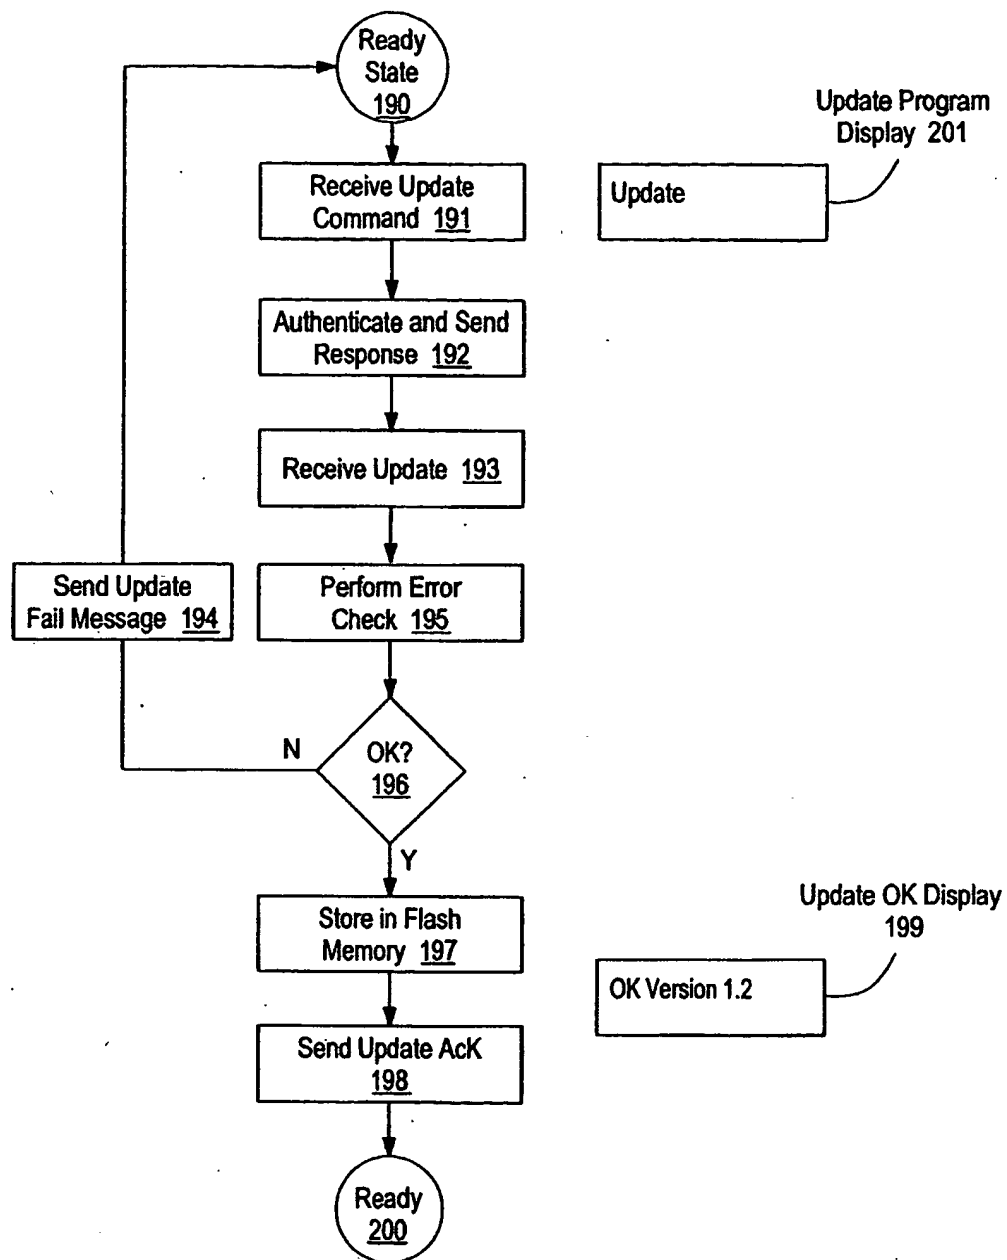 Ready
State
190
Update Program
Display 201
Receive Update
Command 191
Update
Authenticate and Send
Response 192
Receive Update 193
Send Update
Fail Message 194
Perform Error
Check 195
N
OK?
196
Y
Store in Flash
Memory 197
Update OK Display
199
OK Version 1.2
Send Update AcK
198
Ready
200